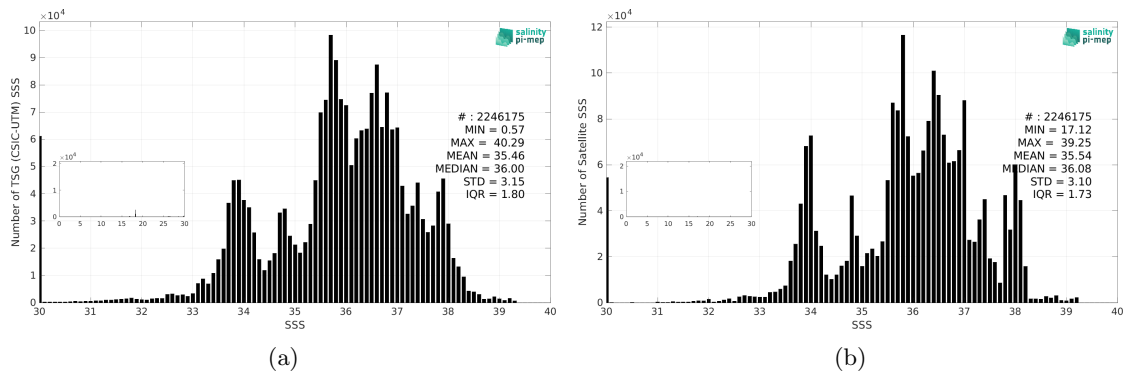 ×10⁴
10
9
8
7
6
5
4
3
2
1
0
Number of TSG (CSIC-UTM) SSS
salinity
pi-mep
# : 2246175
MIN = 0.57
MAX = 40.29
MEAN = 35.46
MEDIAN = 36.00
STD = 3.15
IQR = 1.80
×10⁴
2
1
0
0 5 10 15 20 25 30
30 31 32 33 34 35 36 37 38 39 40
SSS
(a)
×10⁴
12
10
8
6
4
2
0
Number of Satellite SSS
salinity
pi-mep
# : 2246175
MIN = 17.12
MAX = 39.25
MEAN = 35.54
MEDIAN = 36.08
STD = 3.10
IQR = 1.73
×10⁴
2
1
0
0 5 10 15 20 25 30
30 31 32 33 34 35 36 37 38 39 40
SSS
(b)